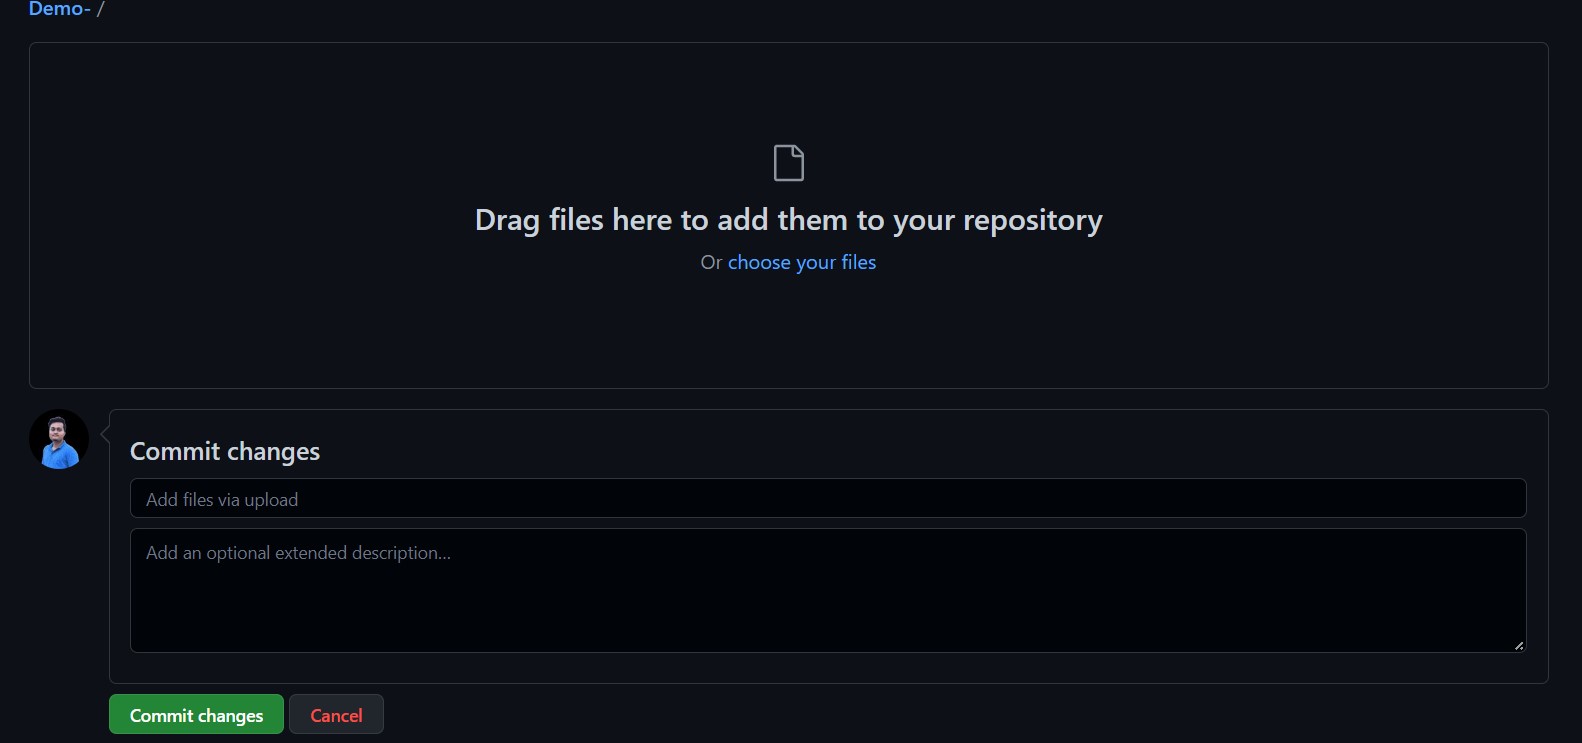 Demo- /
Drag files here to add them to your repository
Or choose your files
Commit changes
Add files via upload
Add an optional extended description...
Commit changes
Cancel